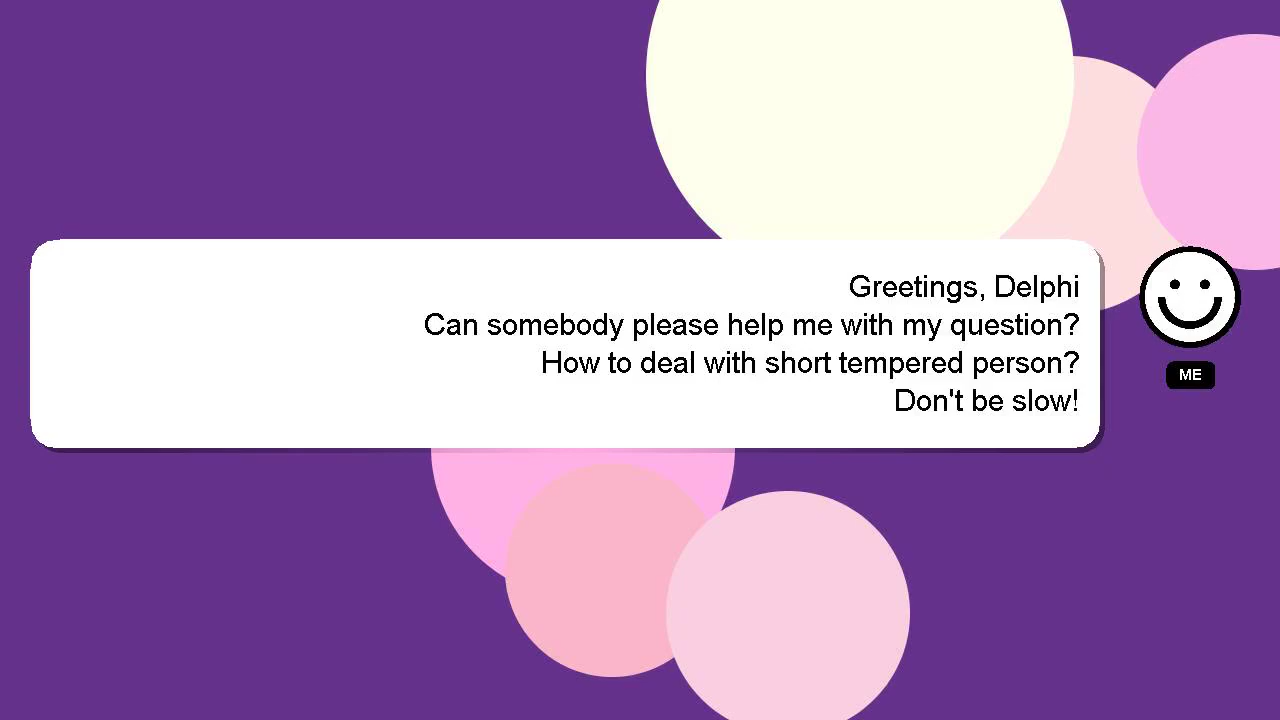 Greetings, Delphi
Can somebody please help me with my question?
How to deal with short tempered person?
Don't be slow!
ME